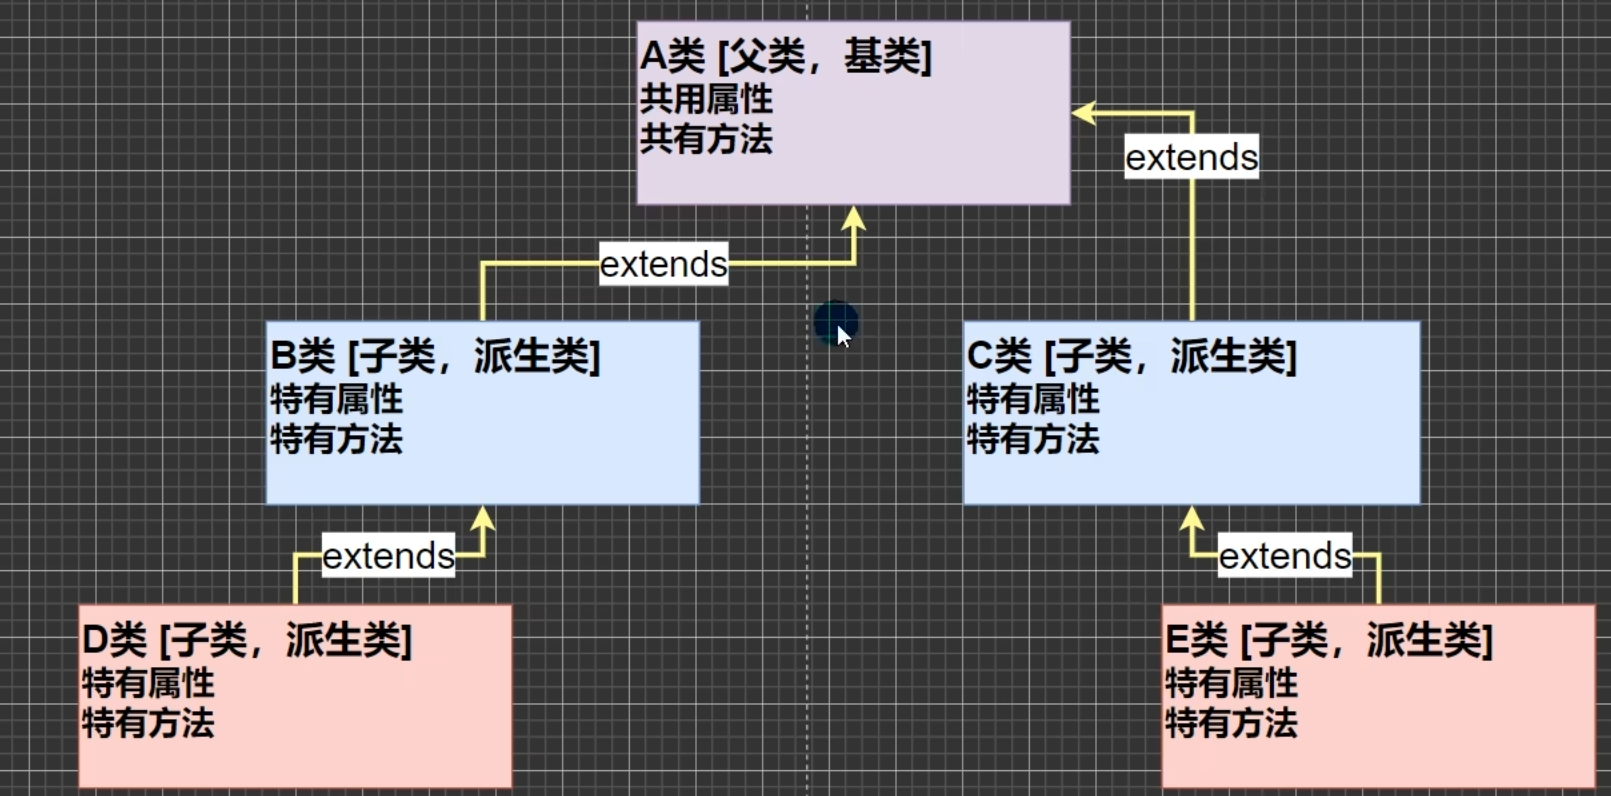 A类 [父类，基类]
共用属性
共有方法
extends
extends
B类 [子类，派生类]
特有属性
特有方法
C类 [子类，派生类]
特有属性
特有方法
extends
extends
D类 [子类，派生类]
特有属性
特有方法
E类 [子类，派生类]
特有属性
特有方法